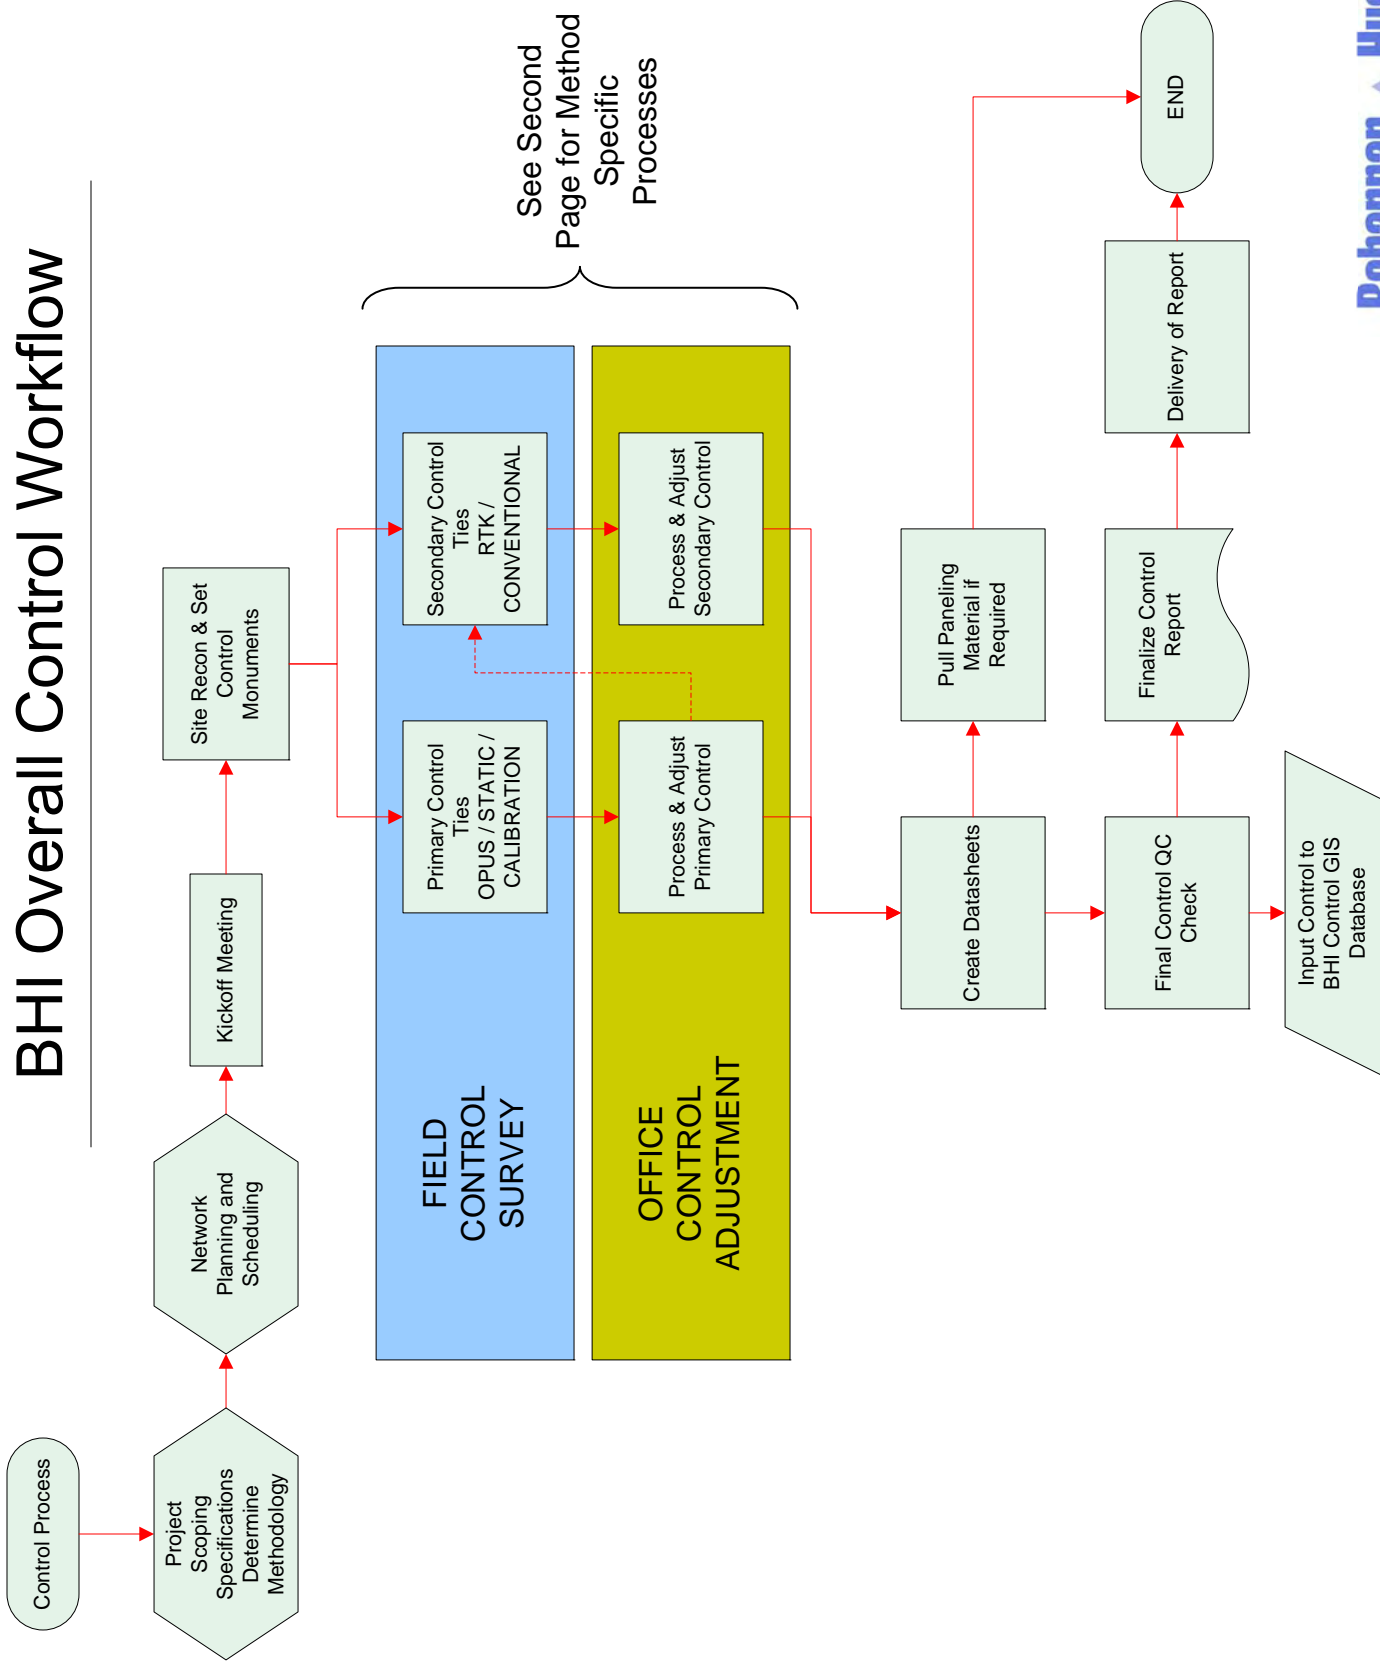 BHI Overall Control Workflow
Control Process
Project
Scoping
Specifications
Determine
Methodology
Network
Planning and
Scheduling
Kickoff Meeting
Site Recon & Set
Control
Monuments
FIELD
CONTROL
SURVEY
Primary Control
Ties
OPUS / STATIC /
CALIBRATION
Secondary Control
Ties
RTK /
CONVENTIONAL
See Second
Page for Method
Specific
Processes
OFFICE
CONTROL
ADJUSTMENT
Process & Adjust
Primary Control
Process & Adjust
Secondary Control
Create Datasheets
Pull Paneling
Material if
Required
Final Control QC
Check
Finalize Control
Report
Delivery of Report
END
Input Control to
BHI Control GIS
Database